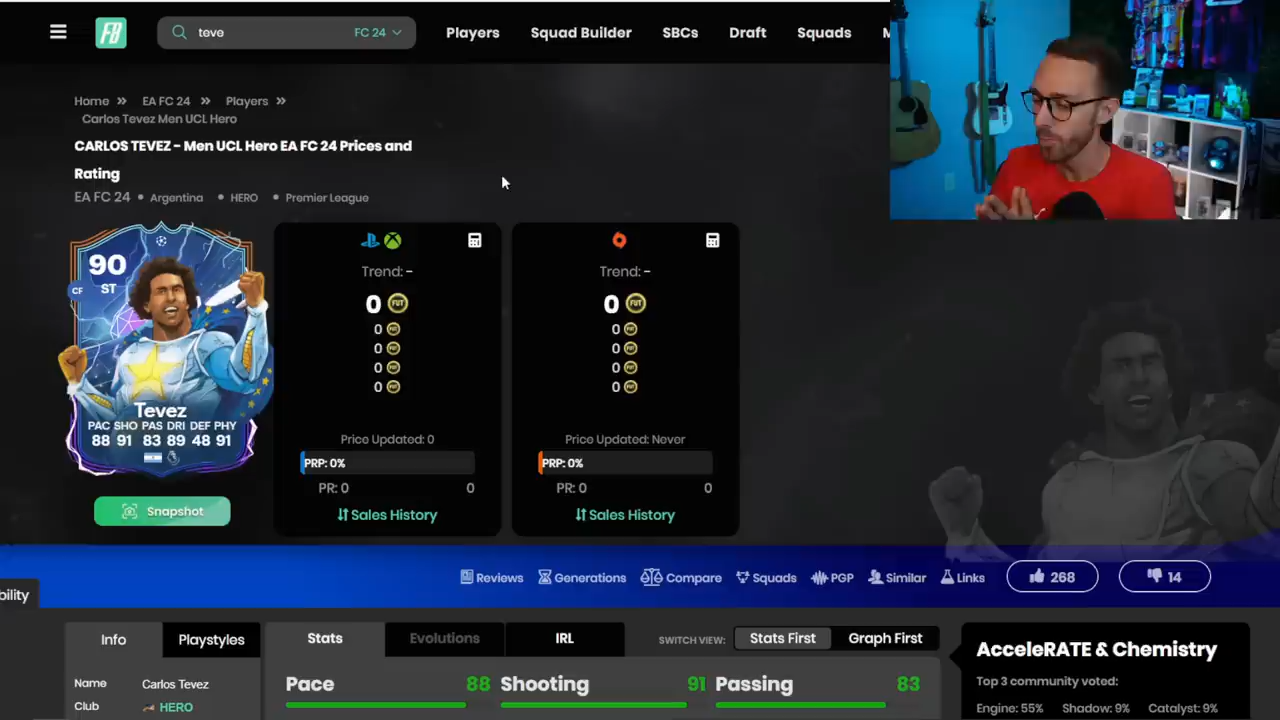 FB
teve
FC 24
Players
Squad Builder
SBCs
Draft
Squads
M
Home » EA FC 24 » Players »
Carlos Tevez Men UCL Hero
CARLOS TEVEZ - Men UCL Hero EA FC 24 Prices and
Rating
EA FC 24 • Argentina • HERO • Premier League
90
CF
ST
Tevez
PAC SHO PAS DRI DEF PHY
88 91 83 89 48 91
Snapshot
Trend: -
0 FUT
0
0
0
0
Price Updated: 0
PRP: 0%
PR: 0
0
Sales History
Trend: -
0 FUT
0
0
0
0
Price Updated: Never
PRP: 0%
PR: 0
0
Sales History
Reviews
Generations
Compare
Squads
PGP
Similar
Links
268
14
bility
Info
Playstyles
Name Carlos Tevez
Club HERO
Stats
Evolutions
IRL
SWITCH VIEW:
Stats First
Graph First
Pace 88
Shooting 91
Passing 83
AcceleRATE & Chemistry
Top 3 community voted:
Engine: 55% Shadow: 9% Catalyst: 9%